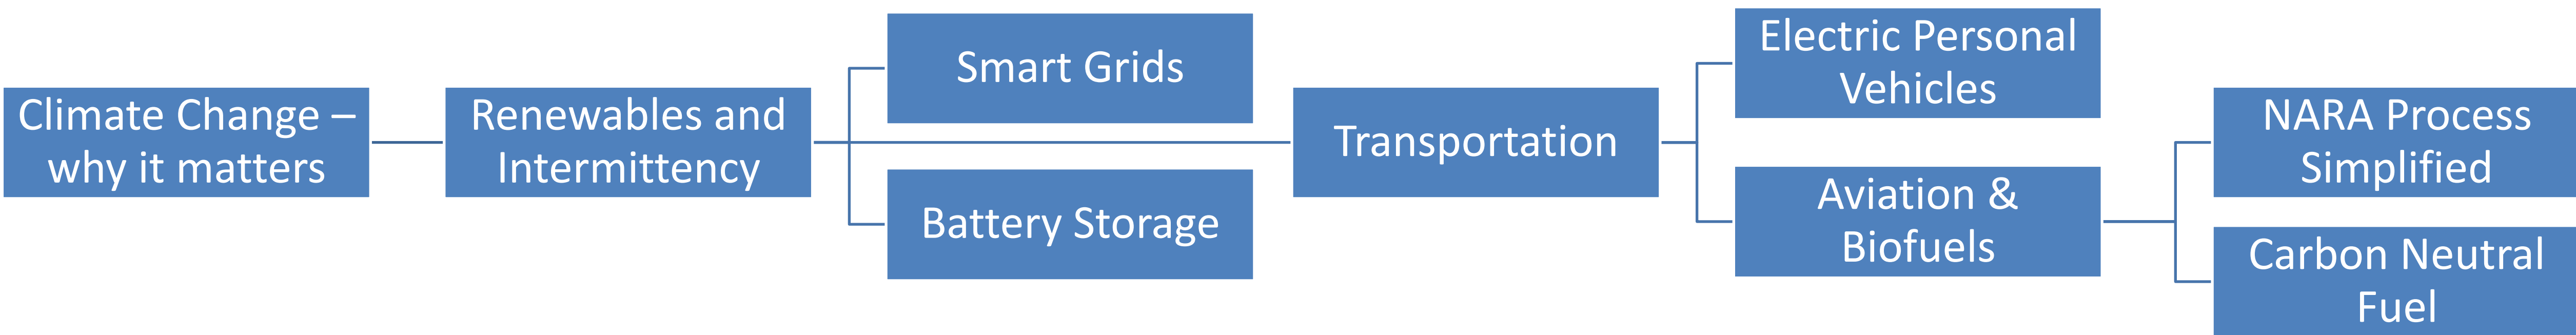 Climate Change –
why it matters
Renewables and
Intermittency
Smart Grids
Battery Storage
Transportation
Electric Personal
Vehicles
Aviation &
Biofuels
NARA Process
Simplified
Carbon Neutral
Fuel